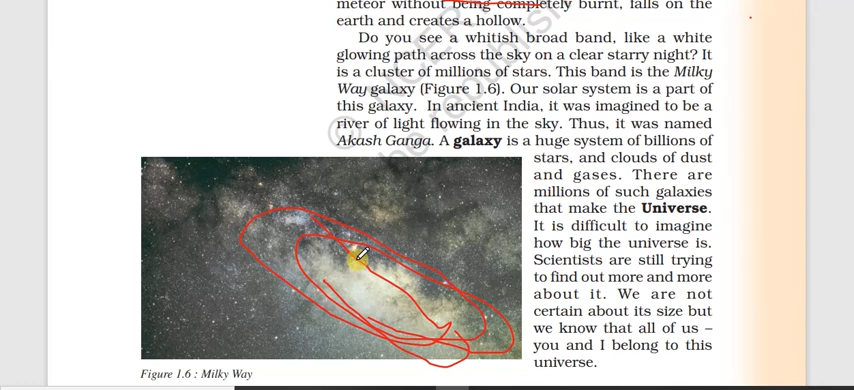 meteor without being completely burnt, falls on the
earth and creates a hollow.
Do you see a whitish broad band, like a white
glowing path across the sky on a clear starry night? It
is a cluster of millions of stars. This band is the Milky
Way galaxy (Figure 1.6). Our solar system is a part of
this galaxy. In ancient India, it was imagined to be a
river of light flowing in the sky. Thus, it was named
Akash Ganga. A galaxy is a huge system of billions of
stars, and clouds of dust
and gases. There are
millions of such galaxies
that make the Universe.
It is difficult to imagine
how big the universe is.
Scientists are still trying
to find out more and more
about it. We are not
certain about its size but
we know that all of us –
you and I belong to this
universe.
Figure 1.6 : Milky Way